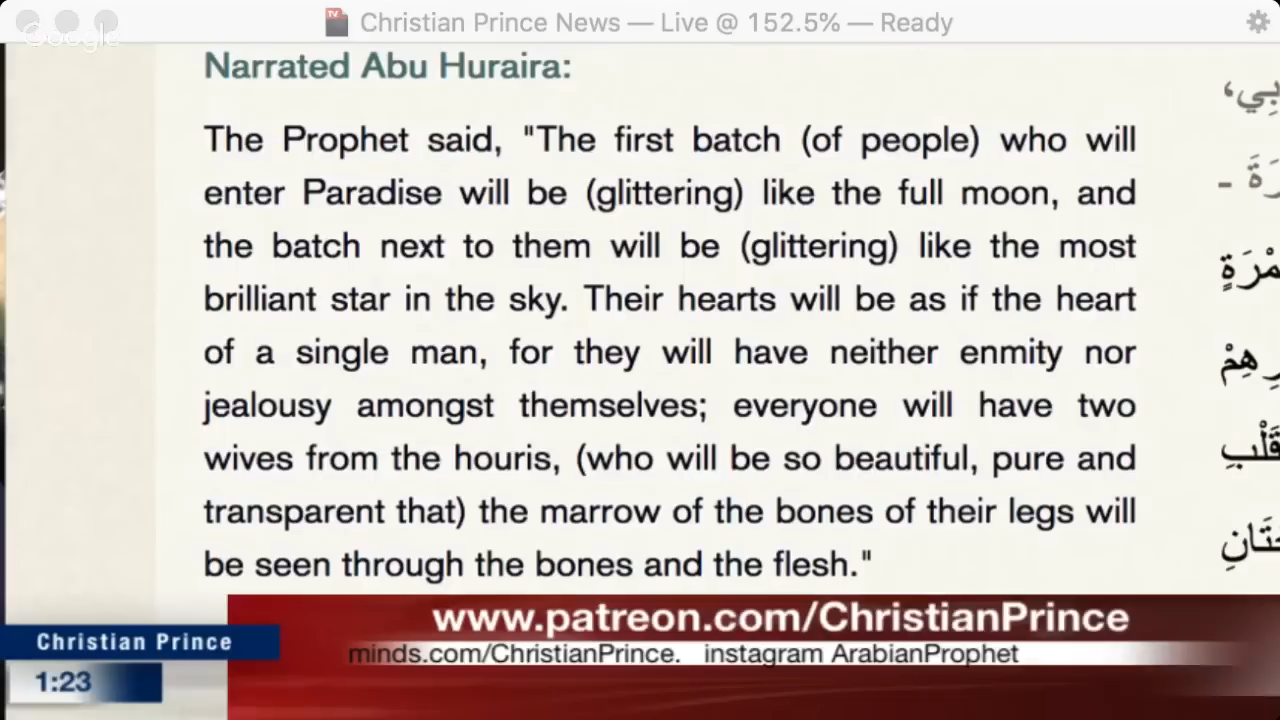 Christian Prince News — Live @ 152.5% — Ready
Google
Narrated Abu Huraira:
The Prophet said, "The first batch (of people) who will
enter Paradise will be (glittering) like the full moon, and
the batch next to them will be (glittering) like the most
brilliant star in the sky. Their hearts will be as if the heart
of a single man, for they will have neither enmity nor
jealousy amongst themselves; everyone will have two
wives from the houris, (who will be so beautiful, pure and
transparent that) the marrow of the bones of their legs will
be seen through the bones and the flesh."
www.patreon.com/ChristianPrince
Christian Prince
minds.com/ChristianPrince. instagram ArabianProphet
1:23